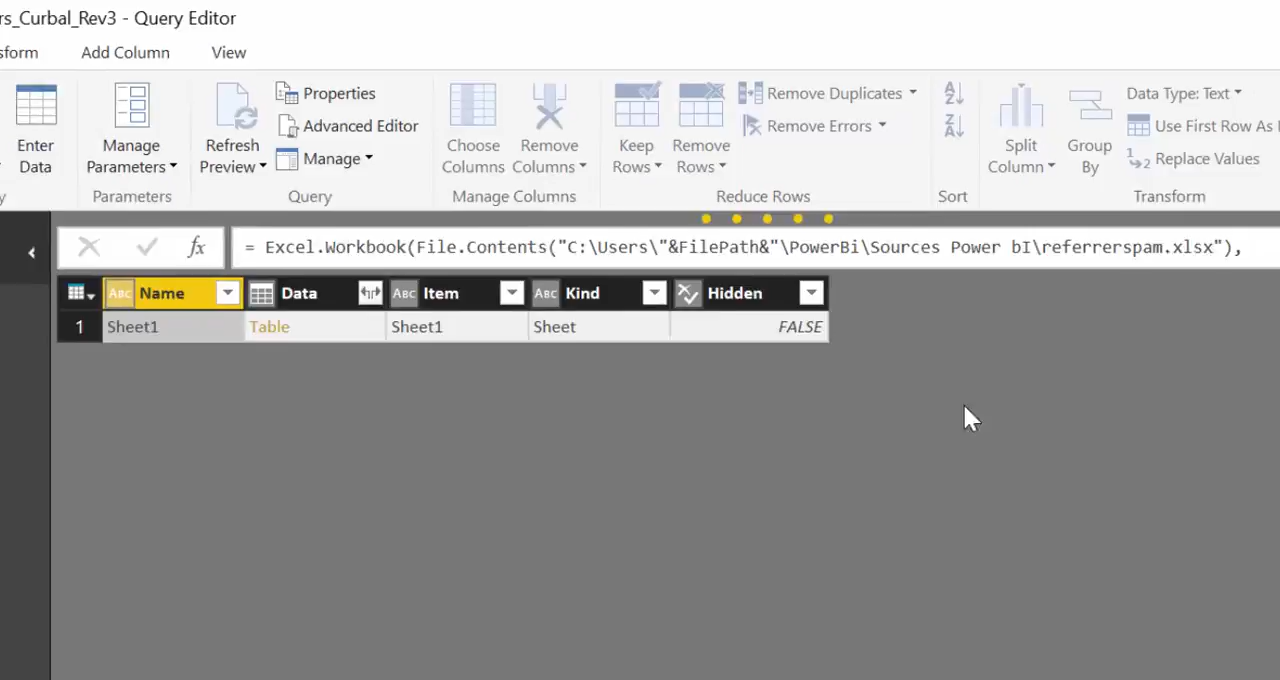 rs_Curbal_Rev3 - Query Editor
sform Add Column View
Enter Data
Manage Parameters
Refresh Preview
Properties
Advanced Editor
Manage
Choose Columns
Remove Columns
Keep Rows
Remove Rows
Remove Duplicates
Remove Errors
Split Column
Group By
Data Type: Text
Use First Row As
Replace Values
y Parameters Query Manage Columns Reduce Rows Sort Transform
fx = Excel.Workbook(File.Contents("C:\Users\"&FilePath&"\PowerBi\Sources Power bI\referrerspam.xlsx"),
ABC Name Data ABC Item ABC Kind Hidden
1 Sheet1 Table Sheet1 Sheet FALSE